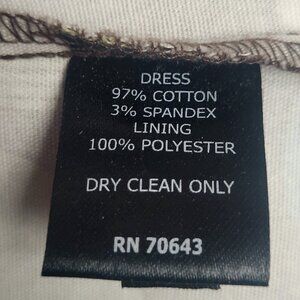 DRESS
97% COTTON
3% SPANDEX
LINING
100% POLYESTER
DRY CLEAN ONLY
RN 70643